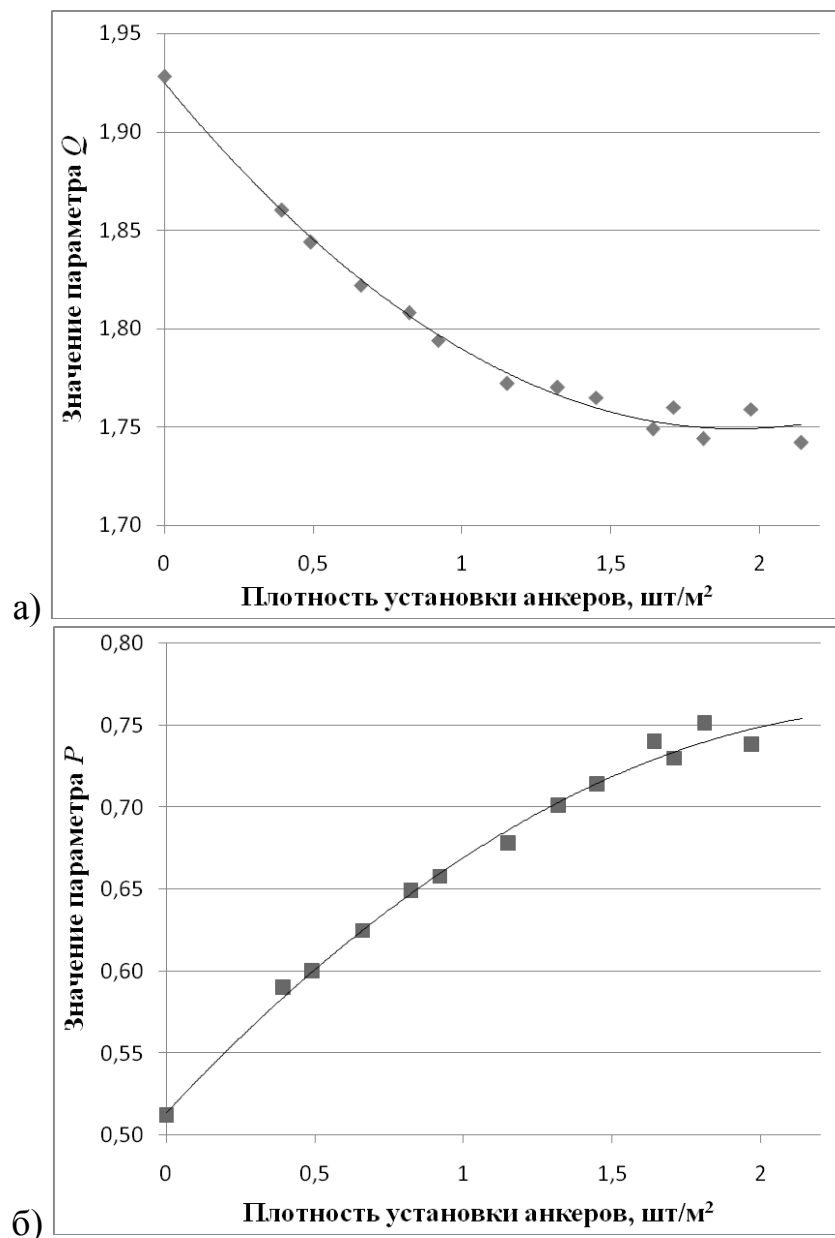 1,95
1,90
1,85
1,80
1,75
1,70
Значение параметра Q
0 0,5 1 1,5 2
Плотность установки анкеров, шт/м²
а)
0,80
0,75
0,70
0,65
0,60
0,55
0,50
Значение параметра P
0 0,5 1 1,5 2
Плотность установки анкеров, шт/м²
б)